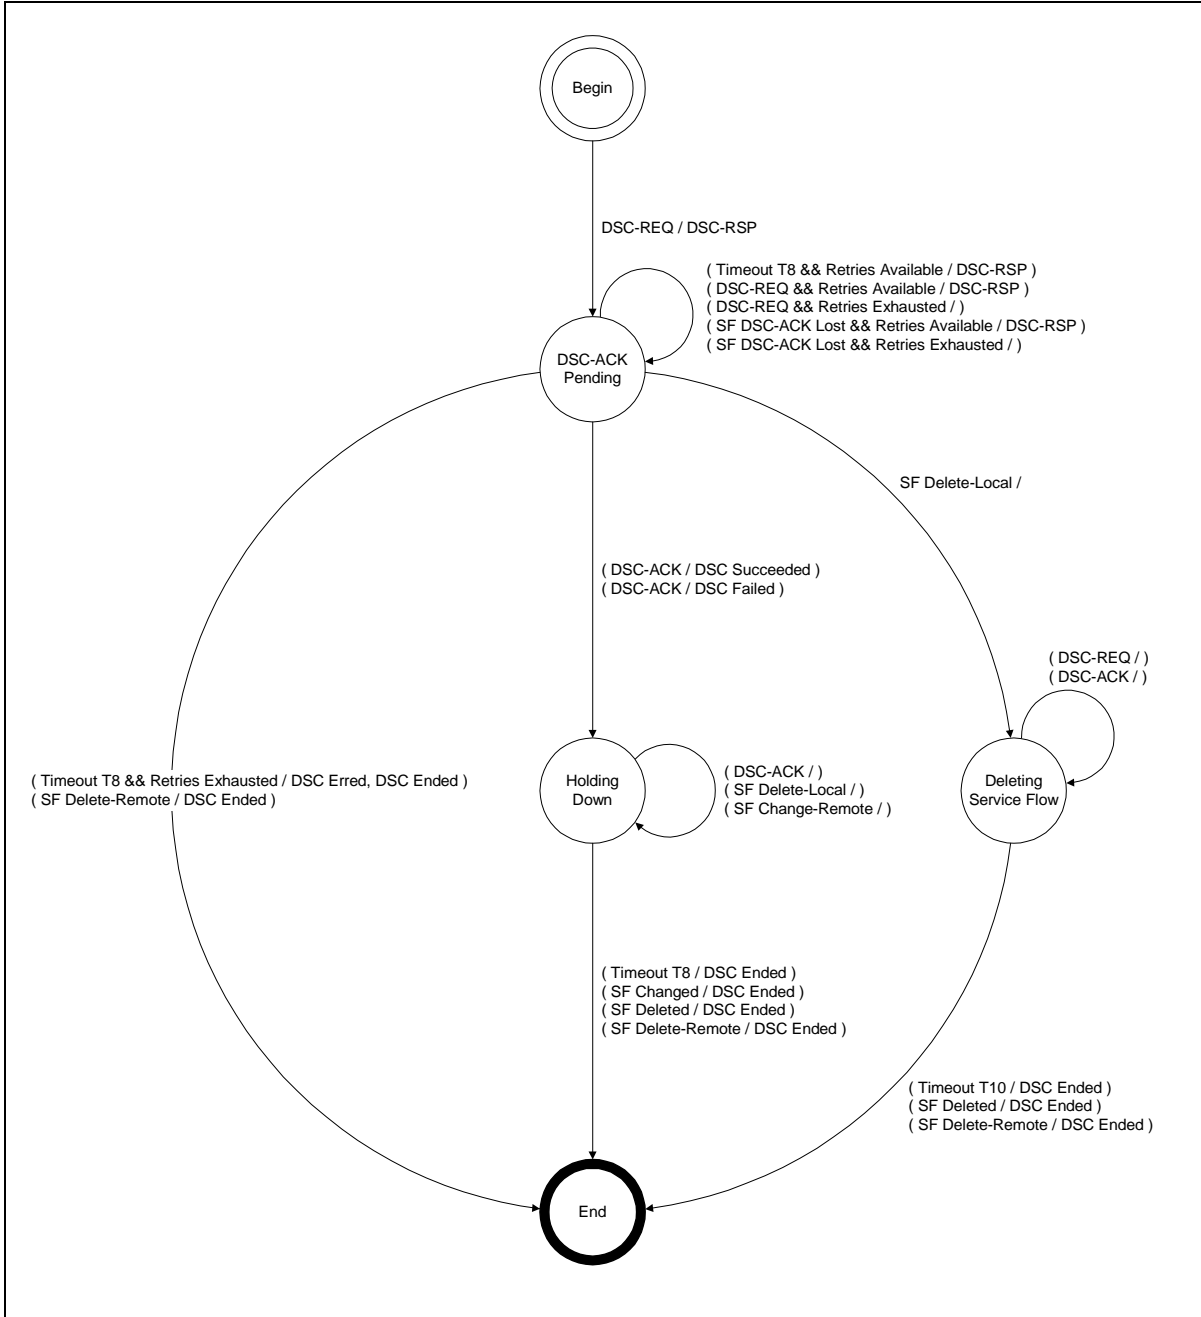 Begin
DSC-REQ / DSC-RSP
( Timeout T8 && Retries Available / DSC-RSP )
( DSC-REQ && Retries Available / DSC-RSP )
( DSC-REQ && Retries Exhausted / )
( SF DSC-ACK Lost && Retries Available / DSC-RSP )
( SF DSC-ACK Lost && Retries Exhausted / )
DSC-ACK
Pending
SF Delete-Local /
( DSC-ACK / DSC Succeeded )
( DSC-ACK / DSC Failed )
( DSC-REQ / )
( DSC-ACK / )
( Timeout T8 && Retries Exhausted / DSC Erred, DSC Ended )
( SF Delete-Remote / DSC Ended )
Holding
Down
( DSC-ACK / )
( SF Delete-Local / )
( SF Change-Remote / )
Deleting
Service Flow
( Timeout T8 / DSC Ended )
( SF Changed / DSC Ended )
( SF Deleted / DSC Ended )
( SF Delete-Remote / DSC Ended )
( Timeout T10 / DSC Ended )
( SF Deleted / DSC Ended )
( SF Delete-Remote / DSC Ended )
End